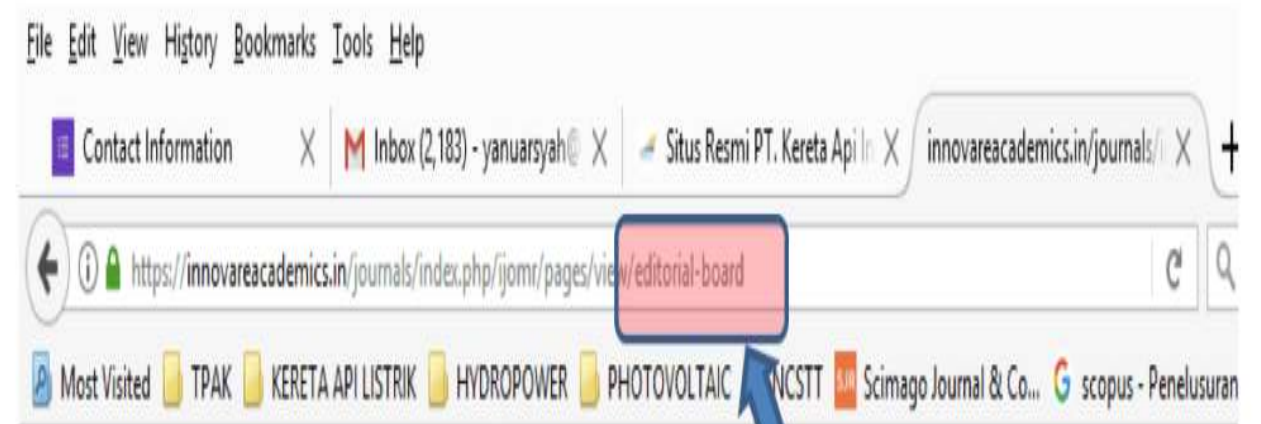 File Edit View History Bookmarks Tools Help
Contact Information Inbox (2,183) - yanuarsyah@ Situs Resmi PT. Kereta Api In innovareacademics.in/journals/
https://innovareacademics.in/journals/index.php/ijomr/pages/view/editorial-board
Most Visited TPAK KERETA API LISTRIK HYDROPOWER PHOTOVOLTAIC NCSTT Scimago Journal & Co... scopus - Penelusuran